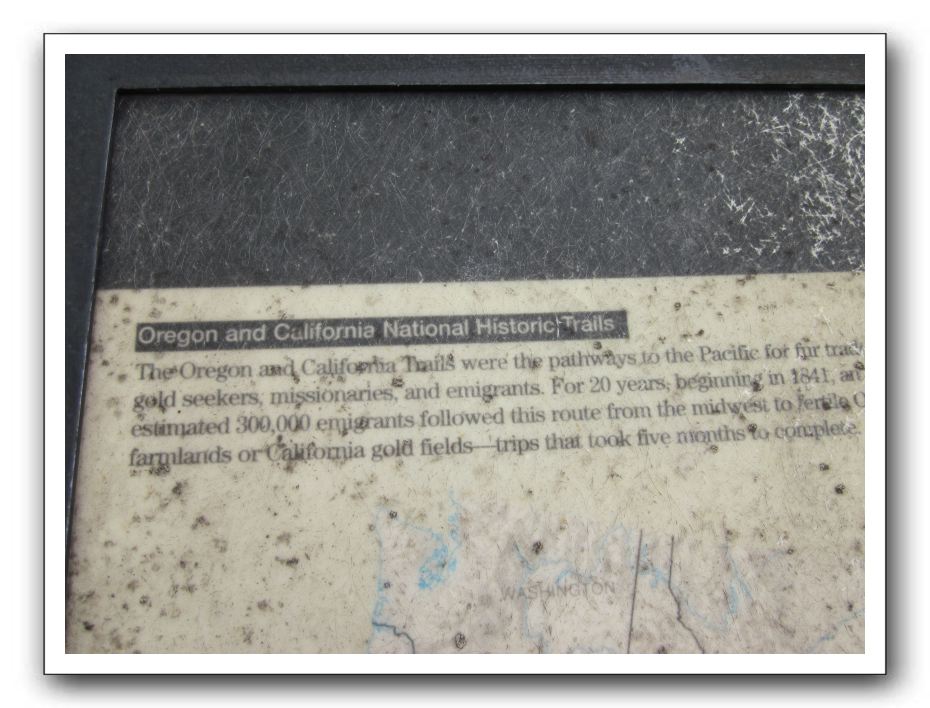 Oregon and California National Historic Trails
The Oregon and California Trails were the pathways to the Pacific for fur
gold seekers, missionaries, and emigrants. For 20 years, beginning in 1841, an
estimated 300,000 emigrants followed this route from the midwest to fertile O
farmlands or California gold fields—trips that took five months to complete.
WASHINGTON